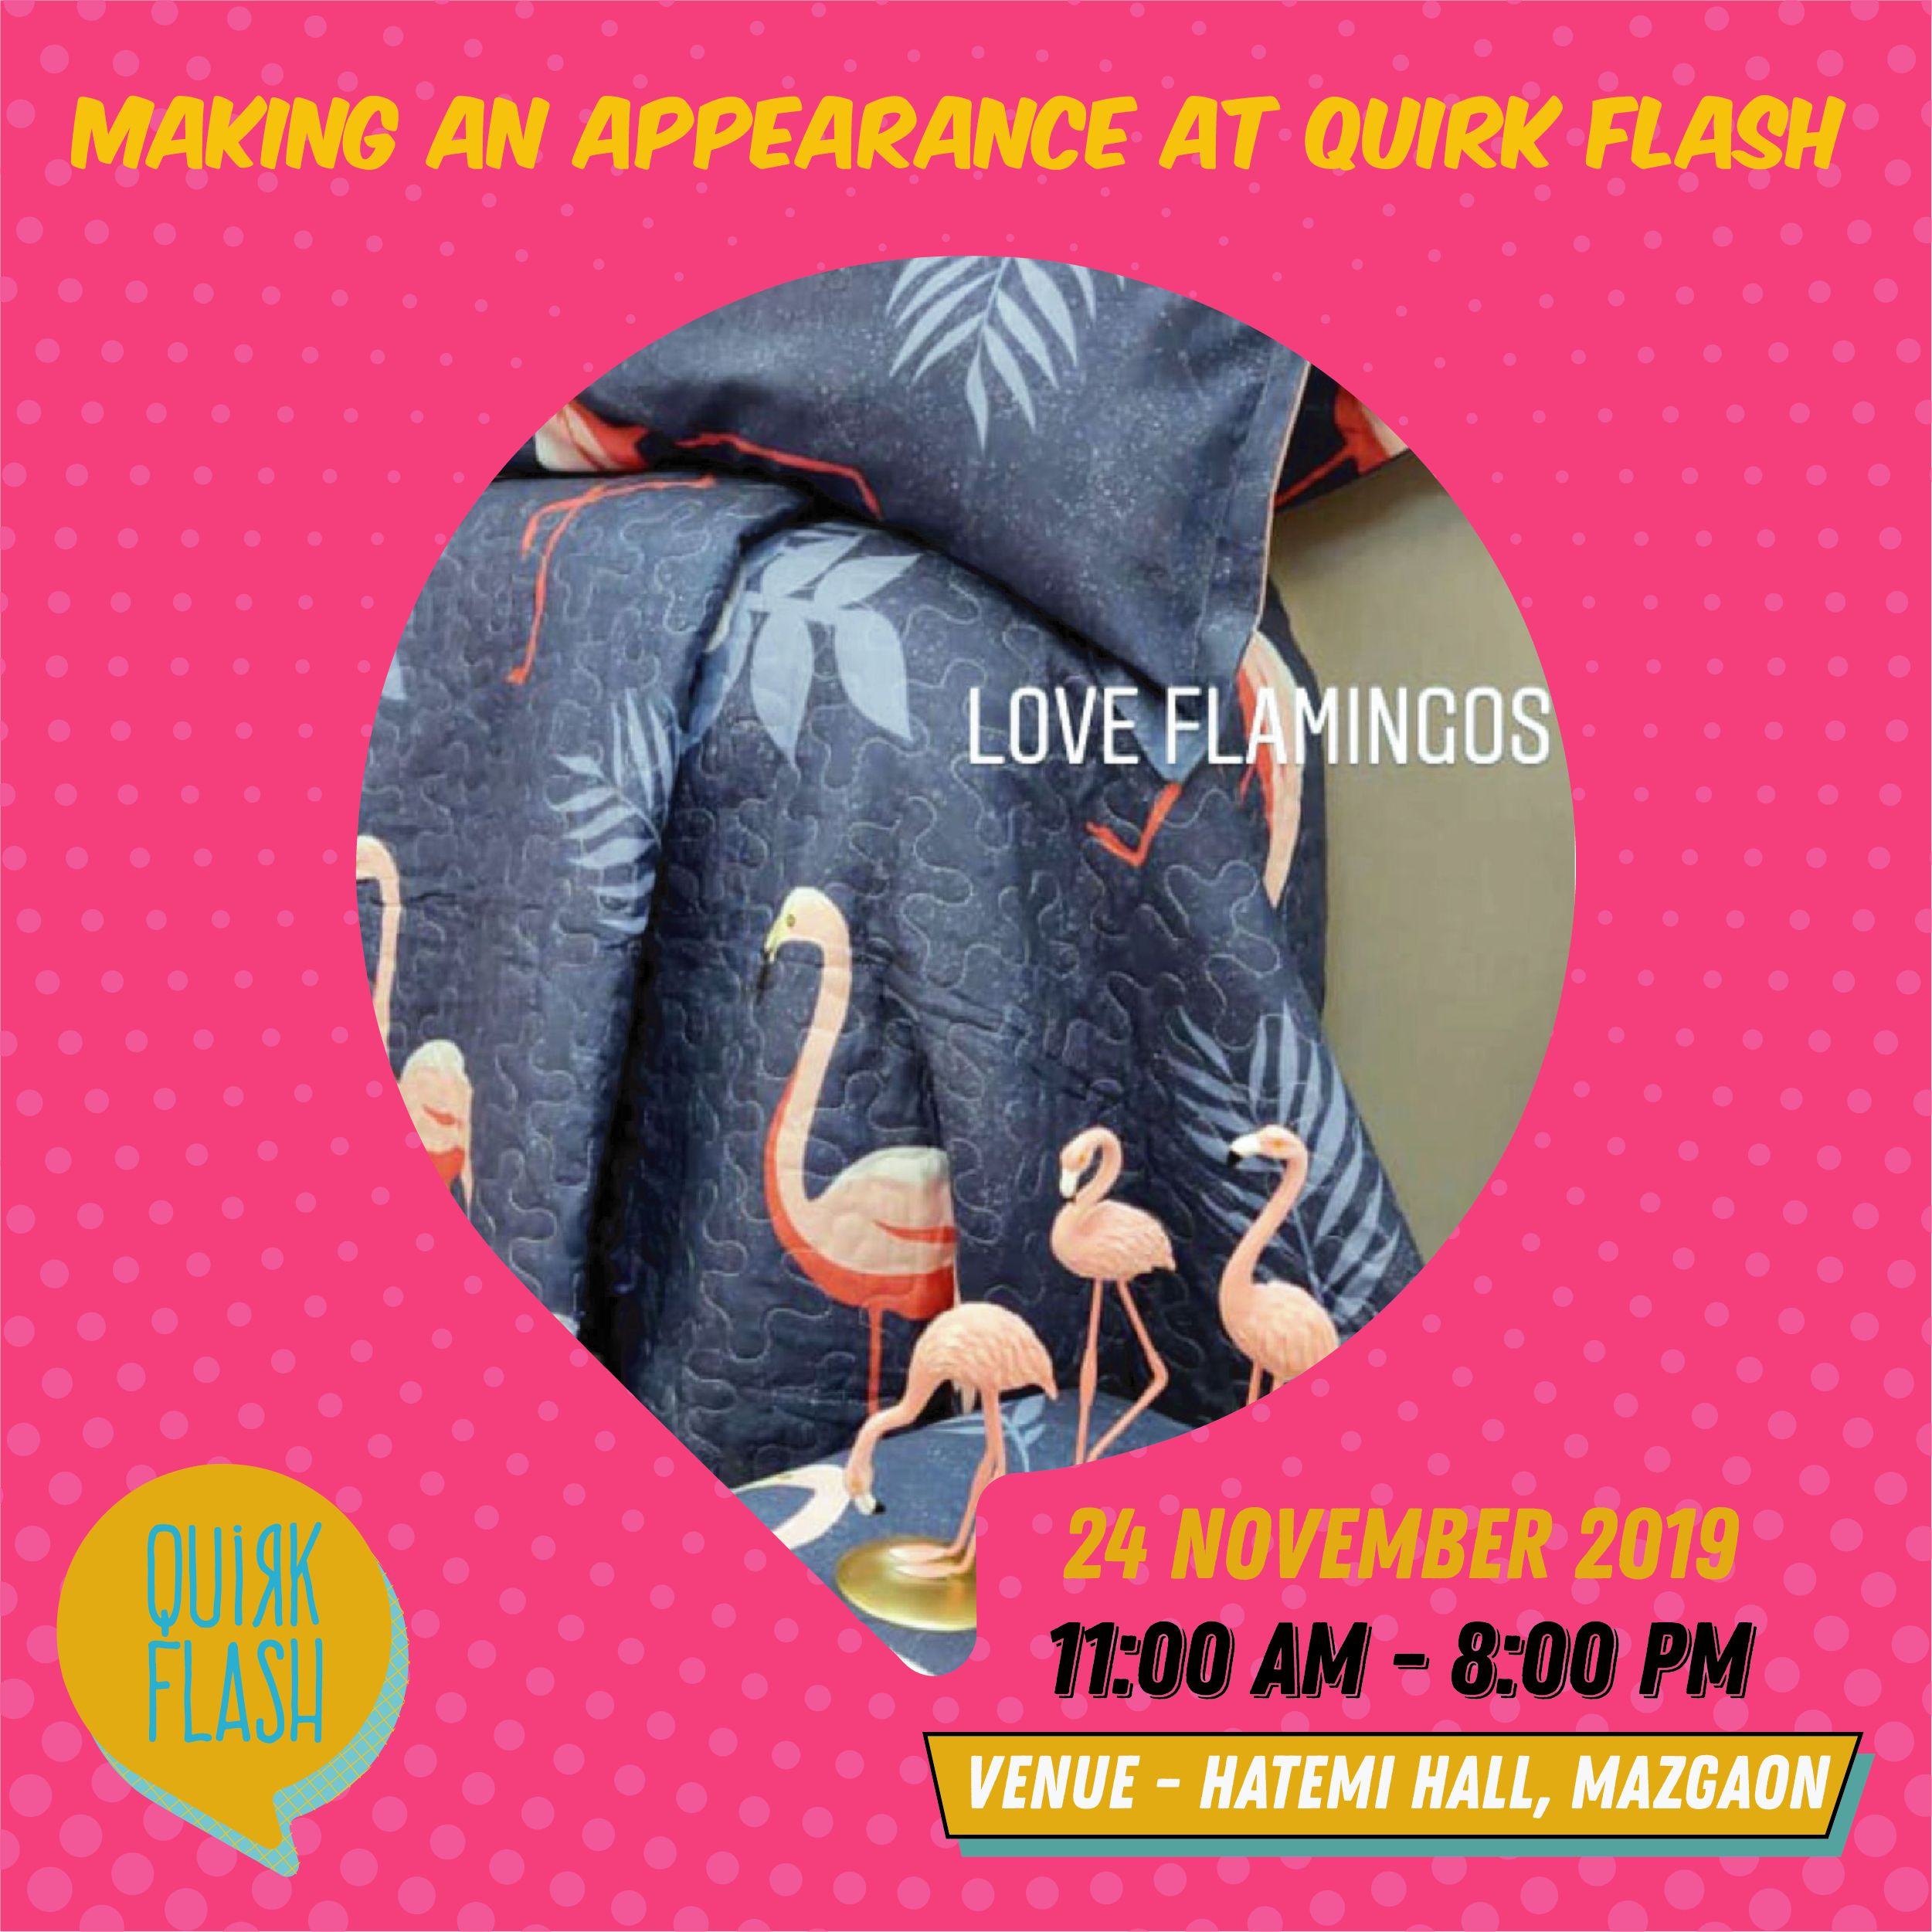 MAKING AN APPEARANCE AT QUIRK FLASH
LOVE FLAMINGOS
QUiRK
FLASH
24 NOVEMBER 2019
11:00 AM - 8:00 PM
VENUE - HATEMI HALL, MAZGAON